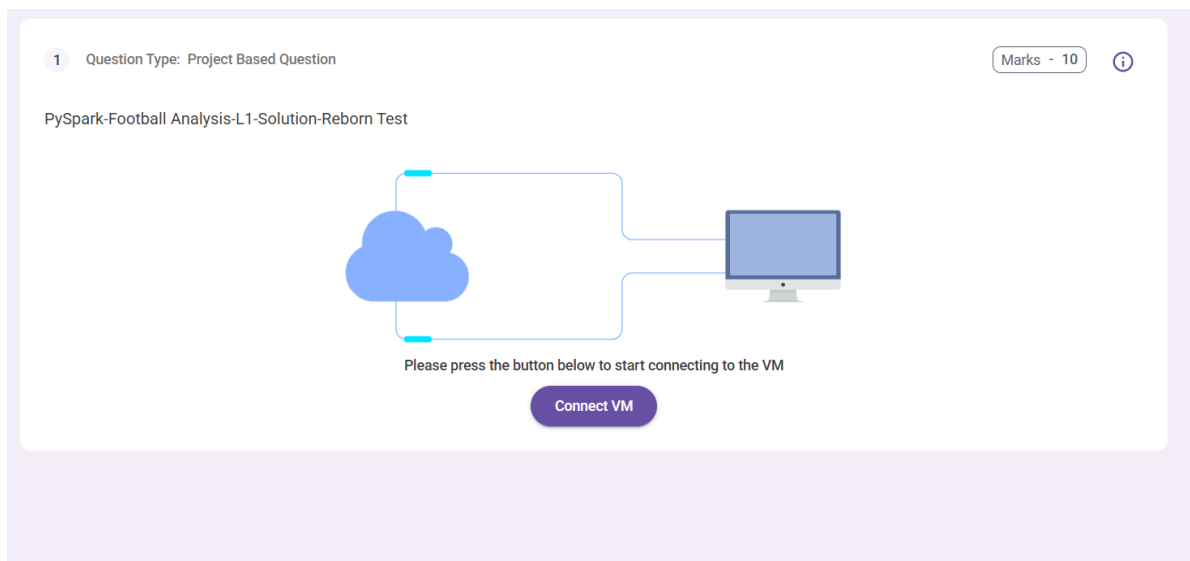 1 Question Type: Project Based Question Marks - 10
PySpark-Football Analysis-L1-Solution-Reborn Test
Please press the button below to start connecting to the VM
Connect VM